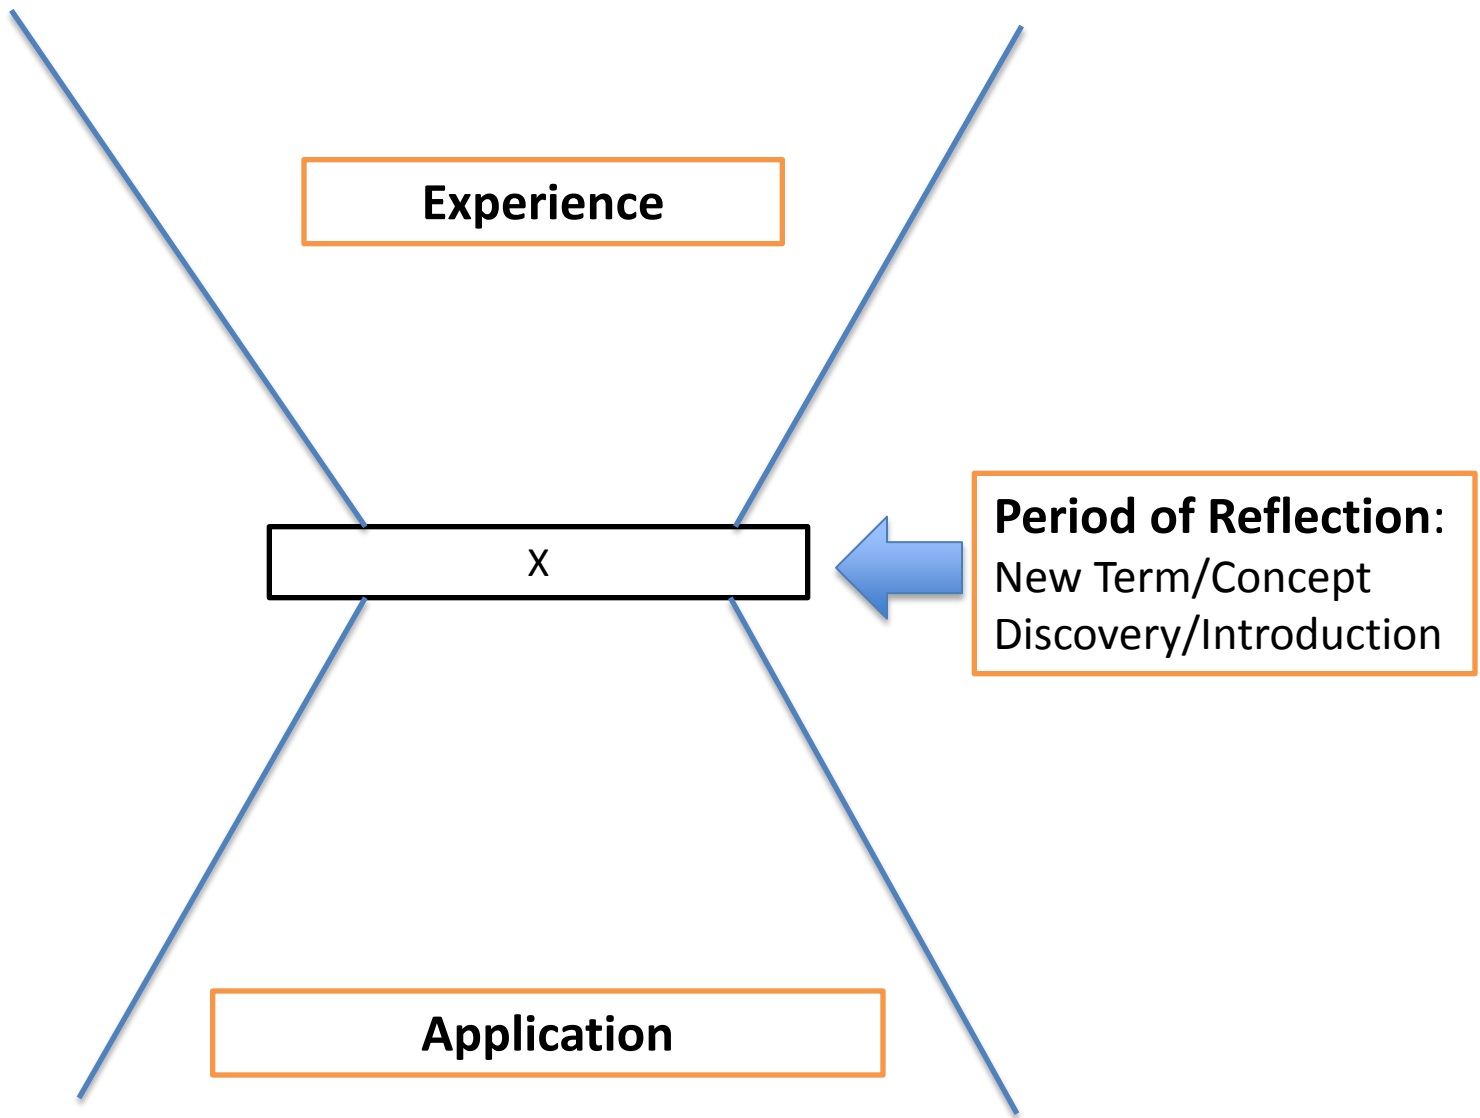 Experience
X
Period of Reflection:
New Term/Concept
Discovery/Introduction
Application